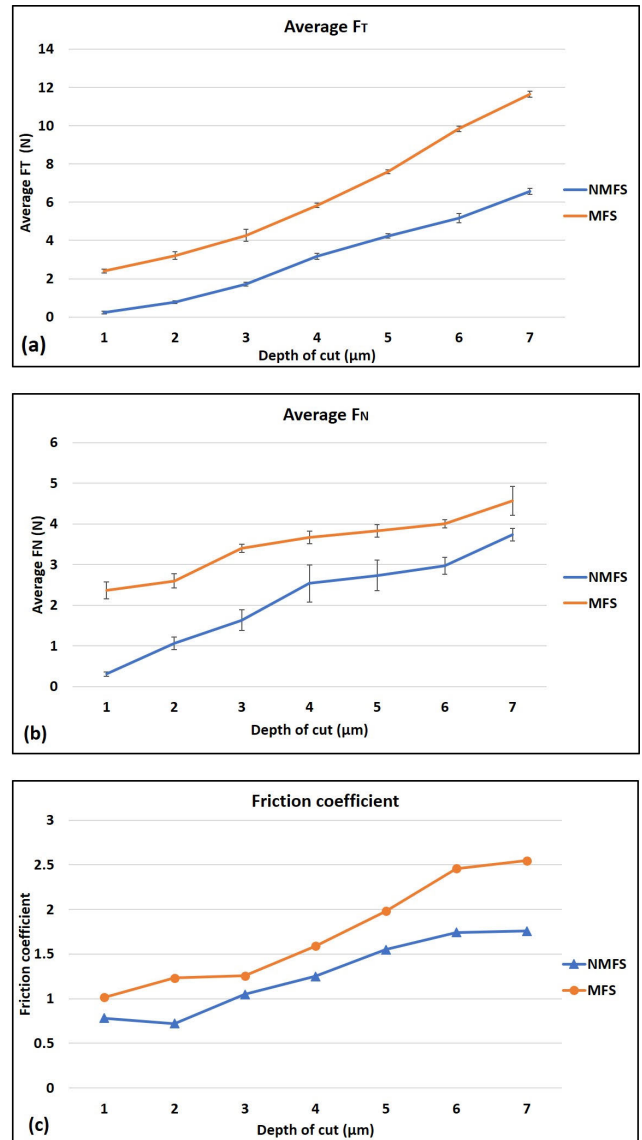 Average FT
14
12
10
8
6
4
2
0
Average FT (N)
1 2 3 4 5 6 7
Depth of cut (µm)
NMFS
MFS
(a)
Average FN
6
5
4
3
2
1
0
Average FN (N)
1 2 3 4 5 6 7
Depth of cut (µm)
NMFS
MFS
(b)
Friction coefficient
3
2.5
2
1.5
1
0.5
0
Friction coefficient
1 2 3 4 5 6 7
Depth of cut (µm)
NMFS
MFS
(c)